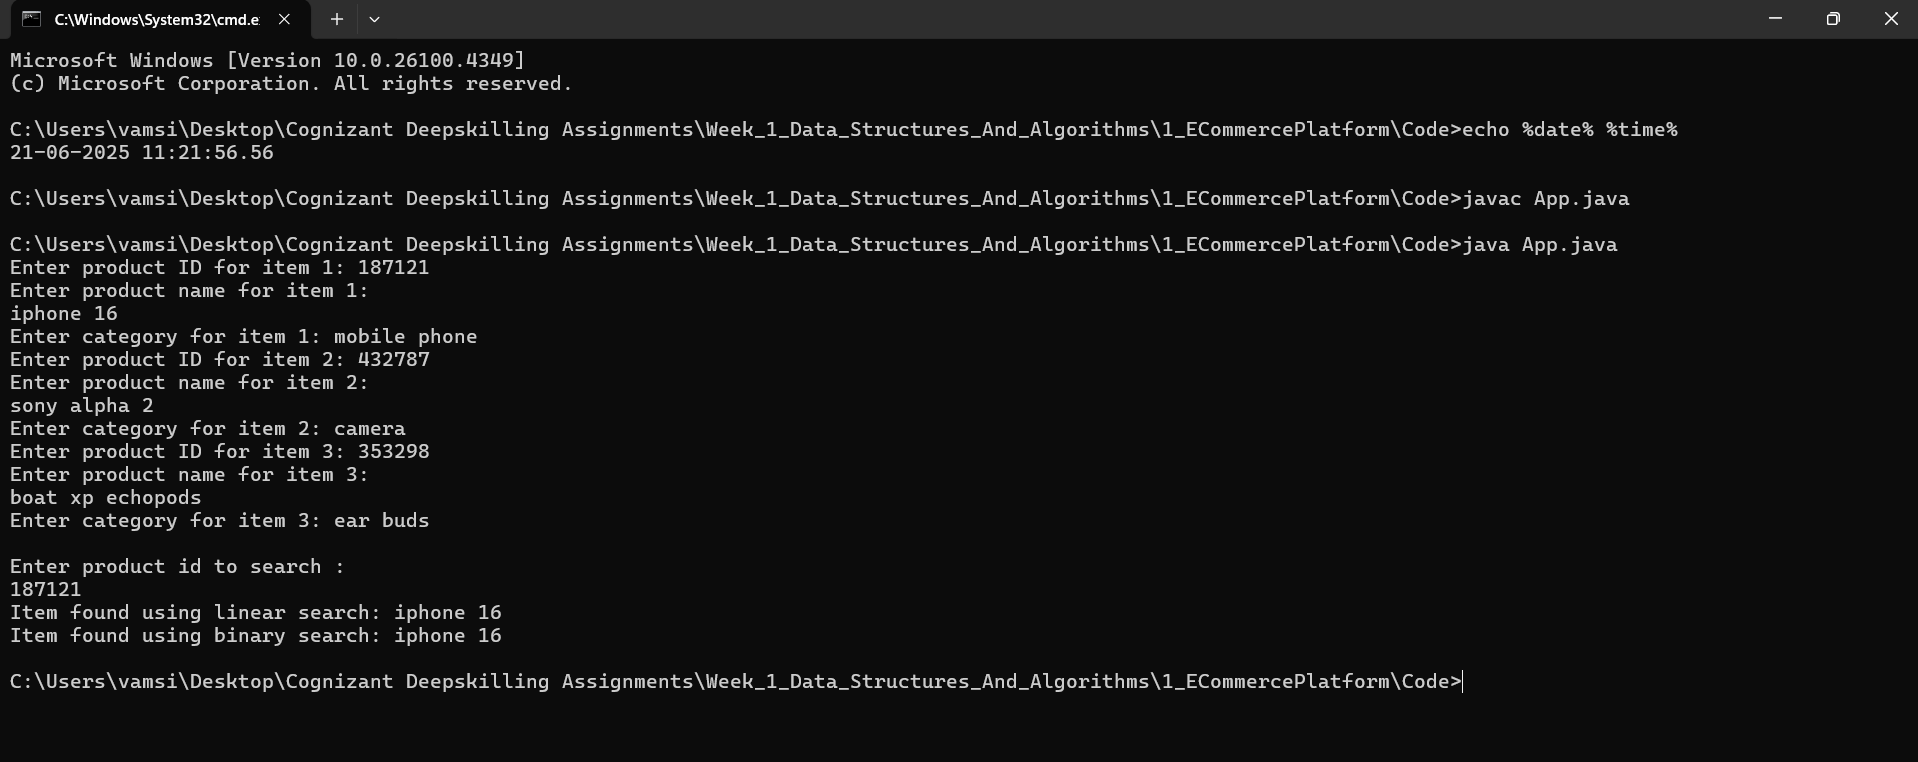 C:\Windows\System32\cmd.e
Microsoft Windows [Version 10.0.26100.4349]
(c) Microsoft Corporation. All rights reserved.
C:\Users\vamsi\Desktop\Cognizant Deepskilling Assignments\Week_1_Data_Structures_And_Algorithms\1_ECommercePlatform\Code>echo %date% %time%
21-06-2025 11:21:56.56
C:\Users\vamsi\Desktop\Cognizant Deepskilling Assignments\Week_1_Data_Structures_And_Algorithms\1_ECommercePlatform\Code>javac App.java
C:\Users\vamsi\Desktop\Cognizant Deepskilling Assignments\Week_1_Data_Structures_And_Algorithms\1_ECommercePlatform\Code>java App.java
Enter product ID for item 1: 187121
Enter product name for item 1:
iphone 16
Enter category for item 1: mobile phone
Enter product ID for item 2: 432787
Enter product name for item 2:
sony alpha 2
Enter category for item 2: camera
Enter product ID for item 3: 353298
Enter product name for item 3:
boat xp echopods
Enter category for item 3: ear buds
Enter product id to search :
187121
Item found using linear search: iphone 16
Item found using binary search: iphone 16
C:\Users\vamsi\Desktop\Cognizant Deepskilling Assignments\Week_1_Data_Structures_And_Algorithms\1_ECommercePlatform\Code>